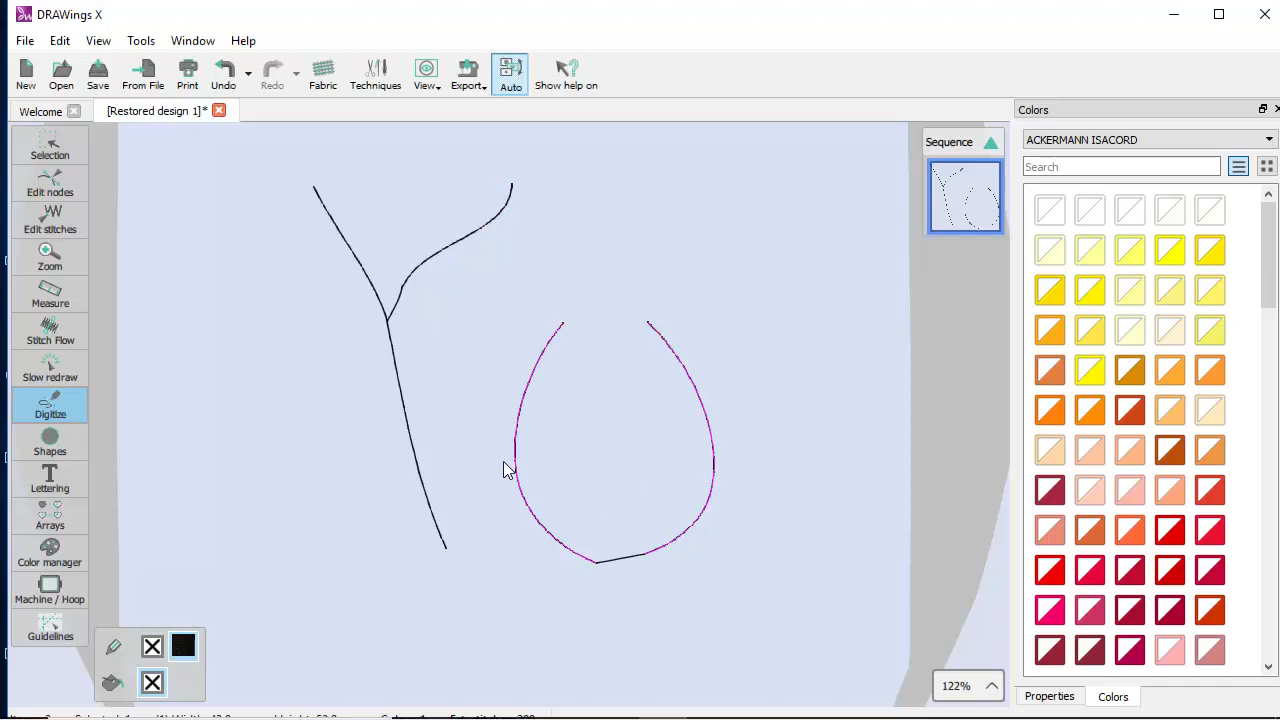 DRAWings X
File Edit View Tools Window Help
New Open Save From File Print Undo Redo Fabric Techniques View Export Auto Show help on
Welcome [Restored design 1]*
Selection
Edit nodes
Edit stitches
Zoom
Measure
Stitch Flow
Slow redraw
Digitize
Shapes
Lettering
Arrays
Color manager
Machine / Hoop
Guidelines
Sequence
122%
Colors
ACKERMANN ISACORD
Search
Properties Colors